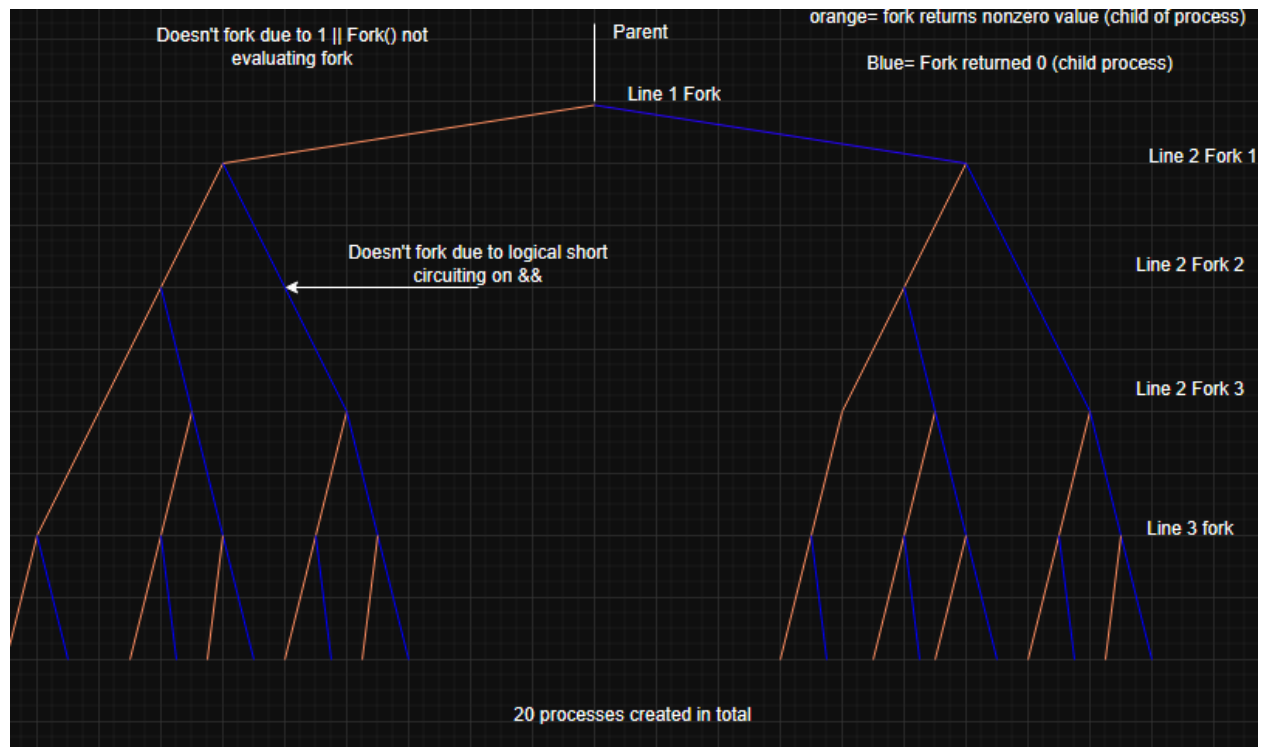 orange= fork returns nonzero value (child of process)
Doesn't fork due to 1 || Fork() not
evaluating fork
Parent
Blue= Fork returned 0 (child process)
Line 1 Fork
Line 2 Fork 1
Doesn't fork due to logical short
circuiting on &&
Line 2 Fork 2
Line 2 Fork 3
Line 3 fork
20 processes created in total